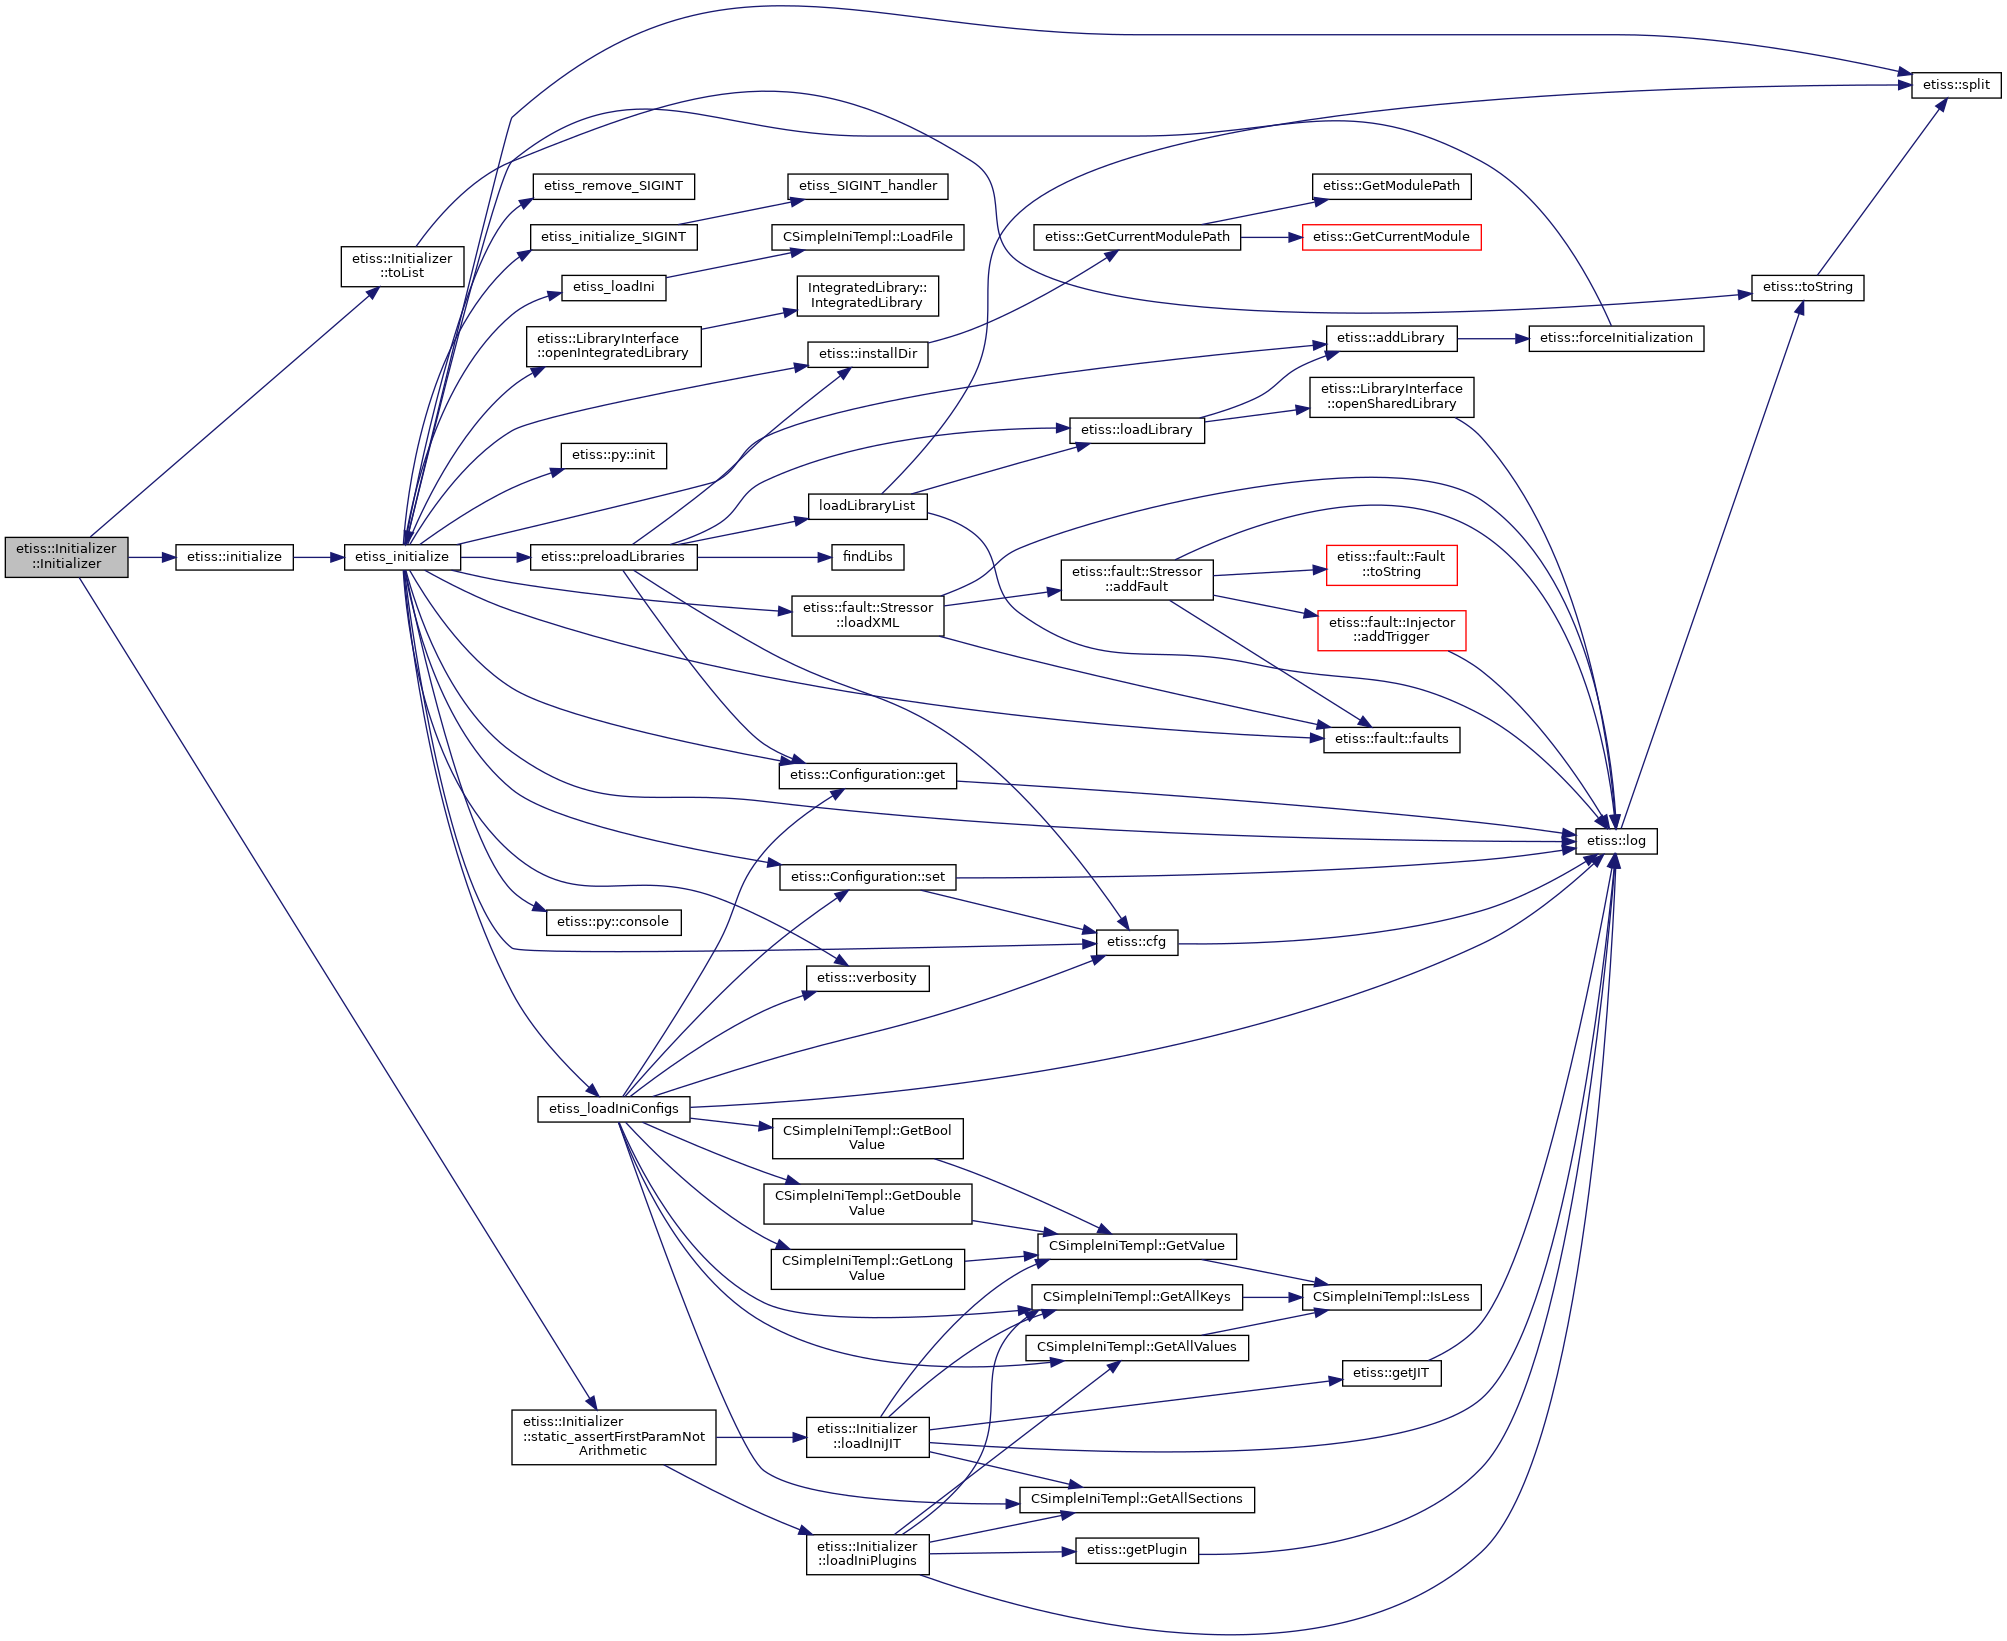 etiss::split
etiss_remove_SIGINT
etiss_SIGINT_handler
etiss::GetModulePath
etiss_initialize_SIGINT
CSimpleIniTempl::LoadFile
etiss::GetCurrentModulePath
etiss::GetCurrentModule
etiss::Initializer
::toList
etiss_loadIni
IntegratedLibrary::
IntegratedLibrary
etiss::toString
etiss::LibraryInterface
::openIntegratedLibrary
etiss::installDir
etiss::addLibrary
etiss::forceInitialization
etiss::LibraryInterface
::openSharedLibrary
etiss::loadLibrary
etiss::py::init
loadLibraryList
etiss::Initializer
::Initializer
etiss::initialize
etiss_initialize
etiss::preloadLibraries
findLibs
etiss::fault::Stressor
::addFault
etiss::fault::Fault
::toString
etiss::fault::Stressor
::loadXML
etiss::fault::Injector
::addTrigger
etiss::fault::faults
etiss::Configuration::get
etiss::log
etiss::Configuration::set
etiss::py::console
etiss::cfg
etiss::verbosity
etiss_loadIniConfigs
CSimpleIniTempl::GetBool
Value
CSimpleIniTempl::GetDouble
Value
CSimpleIniTempl::GetLong
Value
CSimpleIniTempl::GetValue
CSimpleIniTempl::GetAllKeys
CSimpleIniTempl::IsLess
CSimpleIniTempl::GetAllValues
etiss::getJIT
etiss::Initializer
::static_assertFirstParamNot
Arithmetic
etiss::Initializer
::loadIniJIT
CSimpleIniTempl::GetAllSections
etiss::Initializer
::loadIniPlugins
etiss::getPlugin